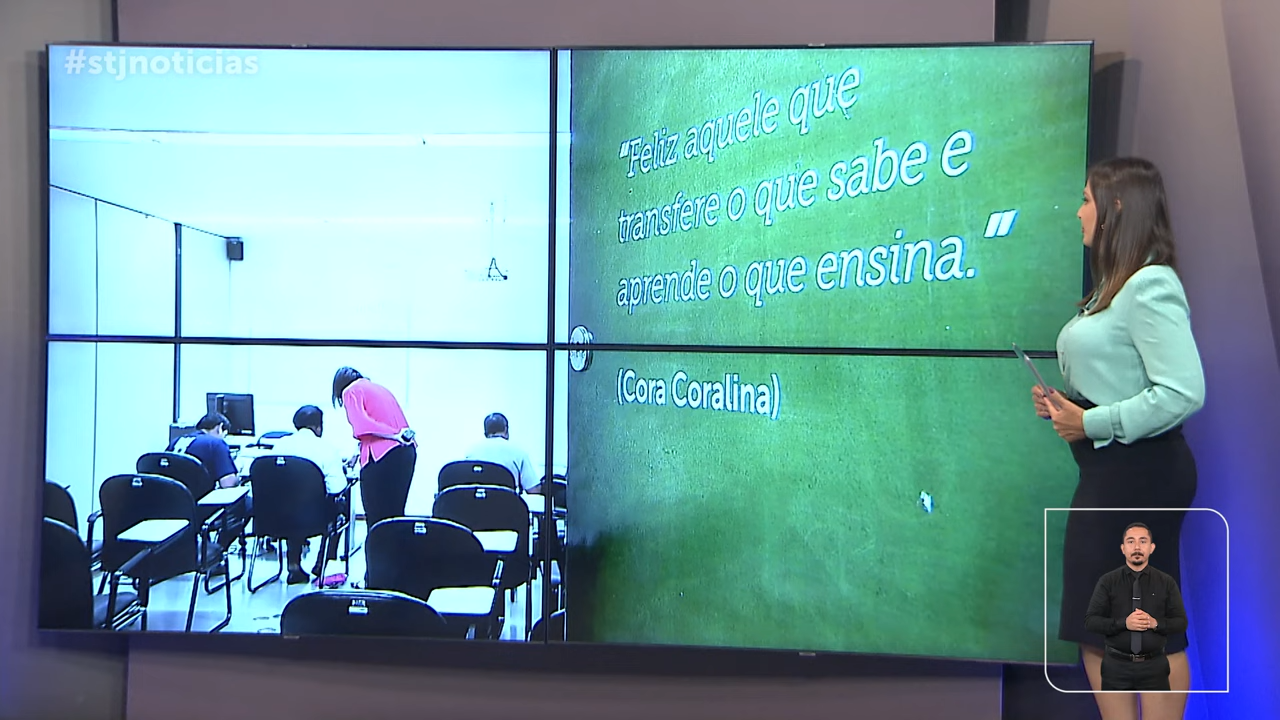 #stjnoticias
"Feliz aquele que
transfere o que sabe e
aprende o que ensina."
(Cora Coralina)